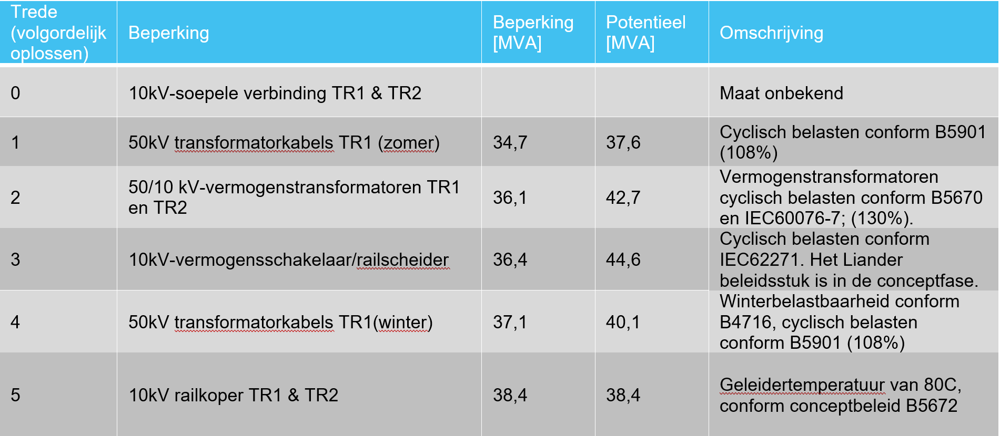 Trede
(volgordelijk
oplossen)
Beperking
Beperking
[MVA]
Potentieel
[MVA]
Omschrijving
0
10kV-soepele verbinding TR1 & TR2
Maat onbekend
1
50kV transformatorkabels TR1 (zomer)
34,7
37,6
Cyclisch belasten conform B5901
(108%)
2
50/10 kV-vermogenstransformatoren TR1
en TR2
36,1
42,7
Vermogenstransformatoren
cyclisch belasten conform B5670
en IEC60076-7; (130%).
3
10kV-vermogensschakelaar/railscheider
36,4
44,6
Cyclisch belasten conform
IEC62271. Het Liander
beleidsstuk is in de conceptfase.
4
50kV transformatorkabels TR1(winter)
37,1
40,1
Winterbelastbaarheid conform
B4716, cyclisch belasten
conform B5901 (108%)
5
10kV railkoper TR1 & TR2
38,4
38,4
Geleidertemperatuur van 80C,
conform conceptbeleid B5672